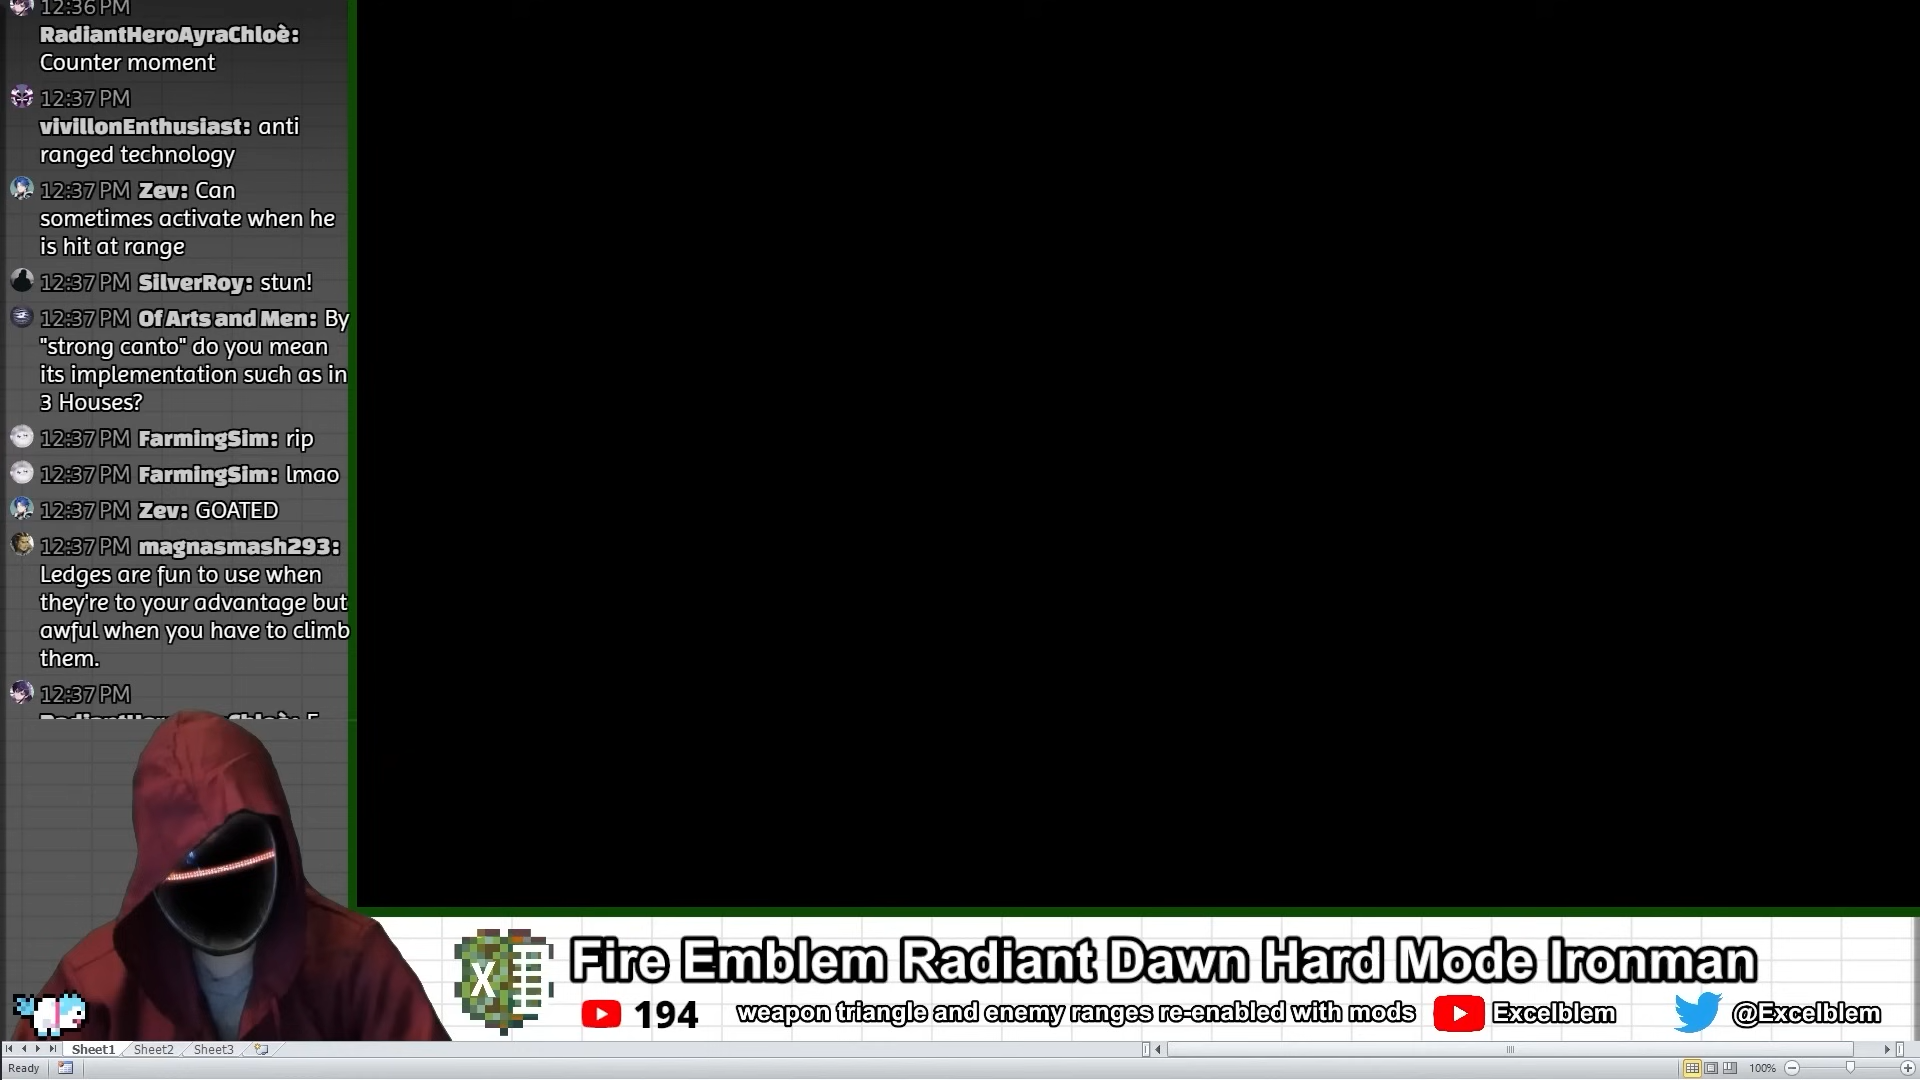 12:36 PM
RadiantHeroAyraChloè:
Counter moment
12:37 PM
vivillonEnthusiast: anti
ranged technology
12:37 PM Zev: Can
sometimes activate when he
is hit at range
12:37 PM SilverRoy: stun!
12:37 PM Of Arts and Men: By
"strong canto" do you mean
its implementation such as in
3 Houses?
12:37 PM FarmingSim: rip
12:37 PM FarmingSim: lmao
12:37 PM Zev: GOATED
12:37 PM magnasmash293:
Ledges are fun to use when
they're to your advantage but
awful when you have to climb
them.
12:37 PM
X
Fire Emblem Radiant Dawn Hard Mode Ironman
194 weapon triangle and enemy ranges re-enabled with mods Excelblem @Excelblem
Sheet1 Sheet2 Sheet3
Ready 100%